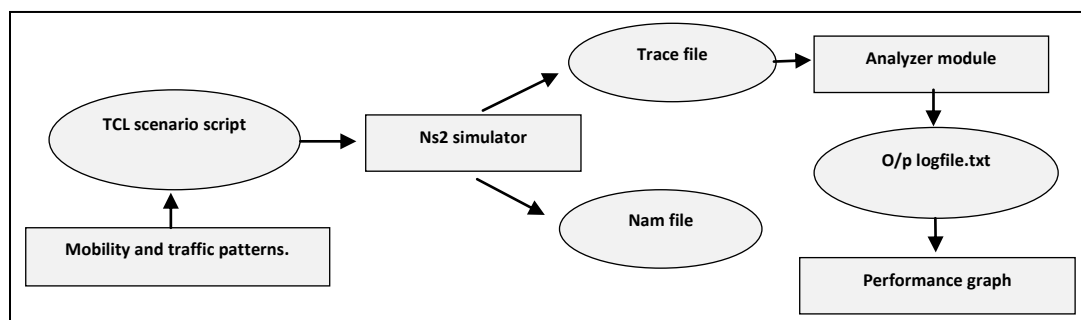 Trace file
Analyzer module
TCL scenario script
Ns2 simulator
O/p logfile.txt
Nam file
Mobility and traffic patterns.
Performance graph